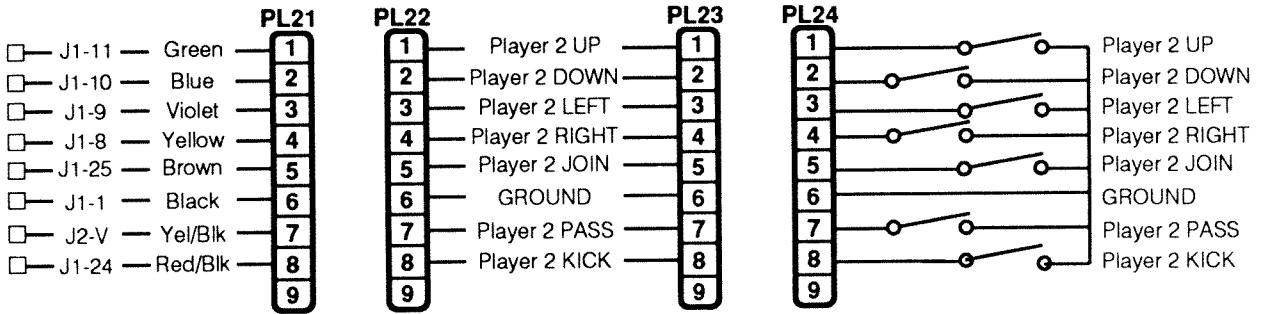 PL21 PL22 PL23 PL24
J1-11 Green 1 1 Player 2 UP 1 1 Player 2 UP
J1-10 Blue 2 2 Player 2 DOWN 2 2 Player 2 DOWN
J1-9 Violet 3 3 Player 2 LEFT 3 3 Player 2 LEFT
J1-8 Yellow 4 4 Player 2 RIGHT 4 4 Player 2 RIGHT
J1-25 Brown 5 5 Player 2 JOIN 5 5 Player 2 JOIN
J1-1 Black 6 6 GROUND 6 6 GROUND
J2-V Yel/Blk 7 7 Player 2 PASS 7 7 Player 2 PASS
J1-24 Red/Blk 8 8 Player 2 KICK 8 8 Player 2 KICK
9 9 9 9